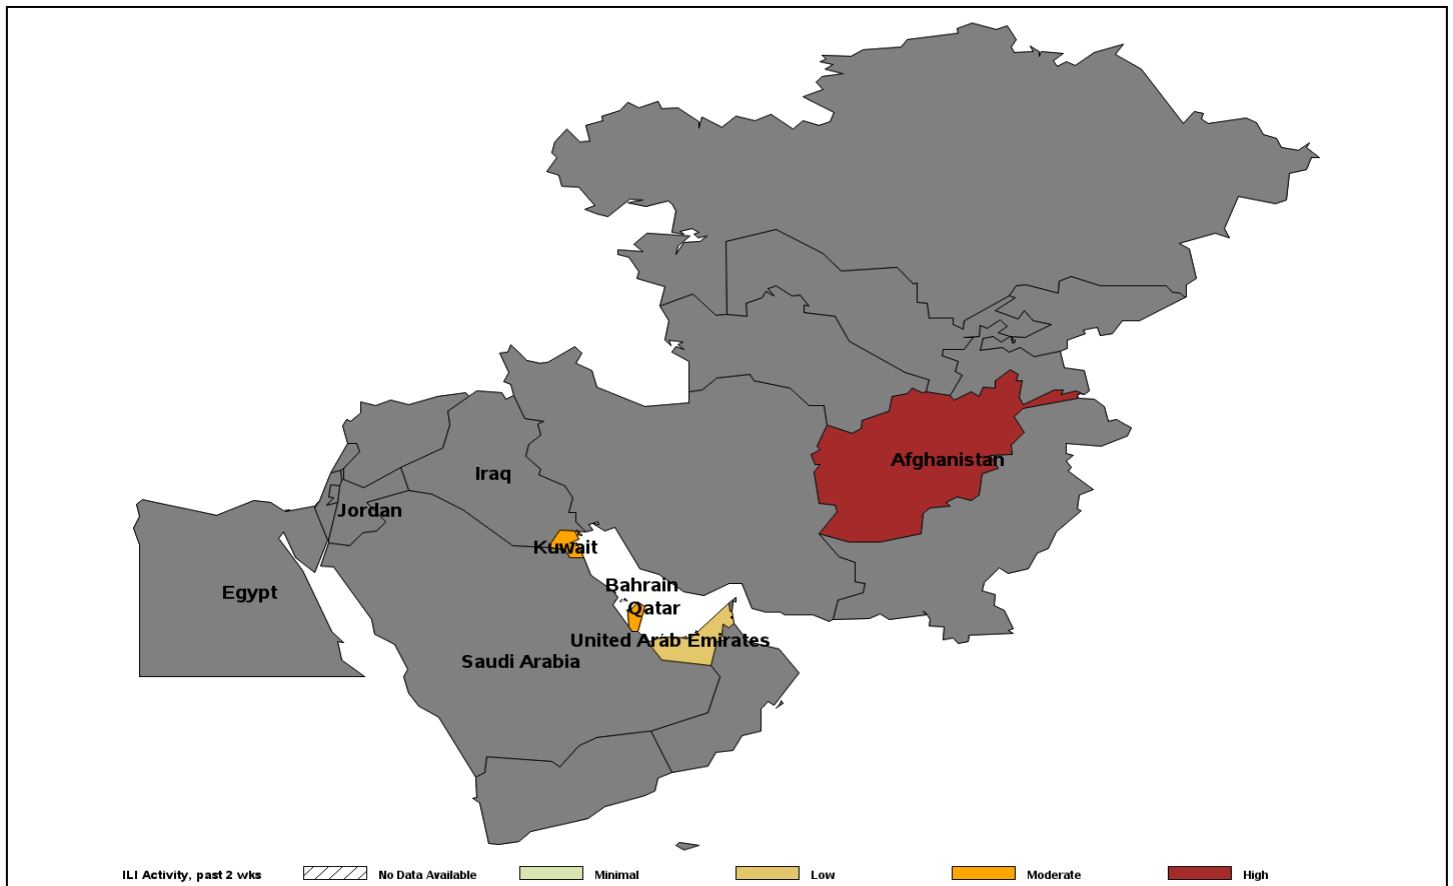 Afghanistan
Iraq
Jordan
Kuwait
Bahrain
Egypt
Qatar
United Arab Emirates
Saudi Arabia
ILI Activity, past 2 wks No Data Available Minimal Low Moderate High